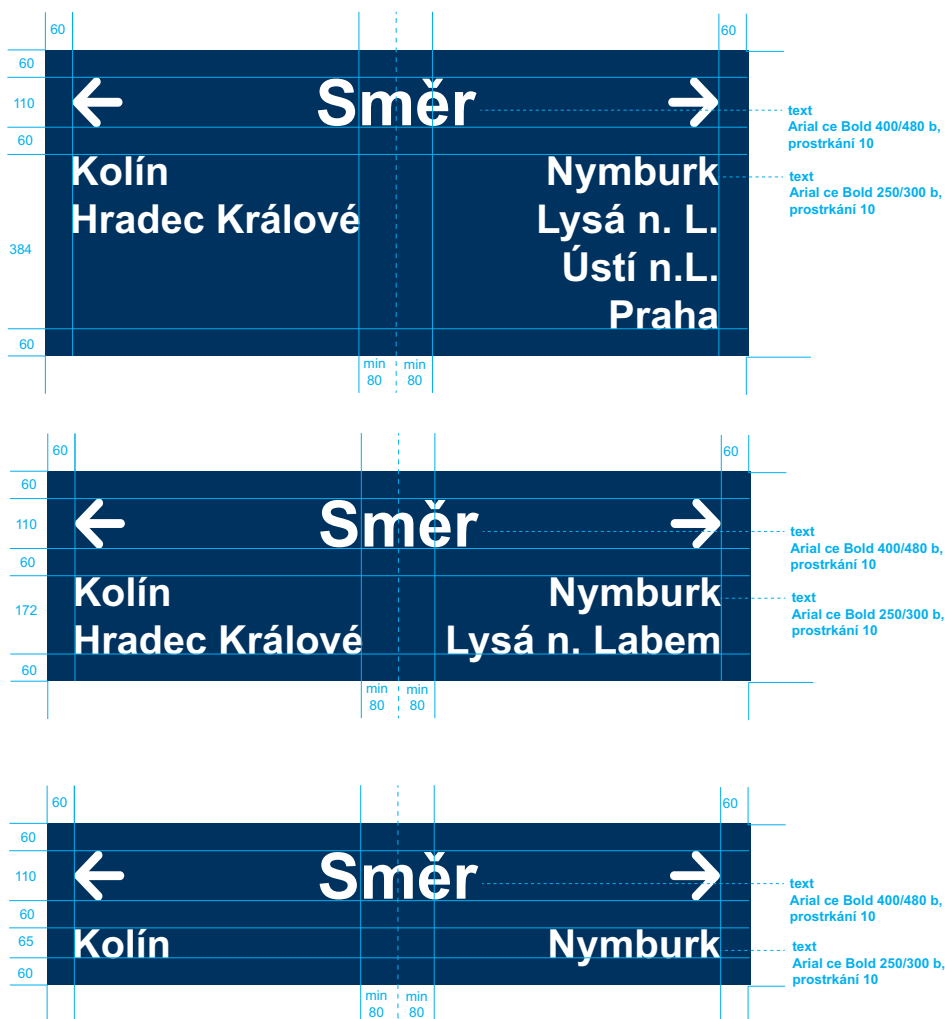 60
60
60
← Směr →
110
text
Arial ce Bold 400/480 b,
prostrkání 10
60
Kolín
Nymburk
text
Arial ce Bold 250/300 b,
prostrkání 10
Hradec Králové
Lysá n. L.
384
Ústí n.L.
Praha
60
min
80
min
80
60
60
60
← Směr →
110
text
Arial ce Bold 400/480 b,
prostrkání 10
60
Kolín
Nymburk
text
Arial ce Bold 250/300 b,
prostrkání 10
172
Hradec Králové
Lysá n. Labem
60
min
80
min
80
60
60
60
← Směr →
110
text
Arial ce Bold 400/480 b,
prostrkání 10
60
65
Kolín
Nymburk
text
Arial ce Bold 250/300 b,
prostrkání 10
60
min
80
min
80